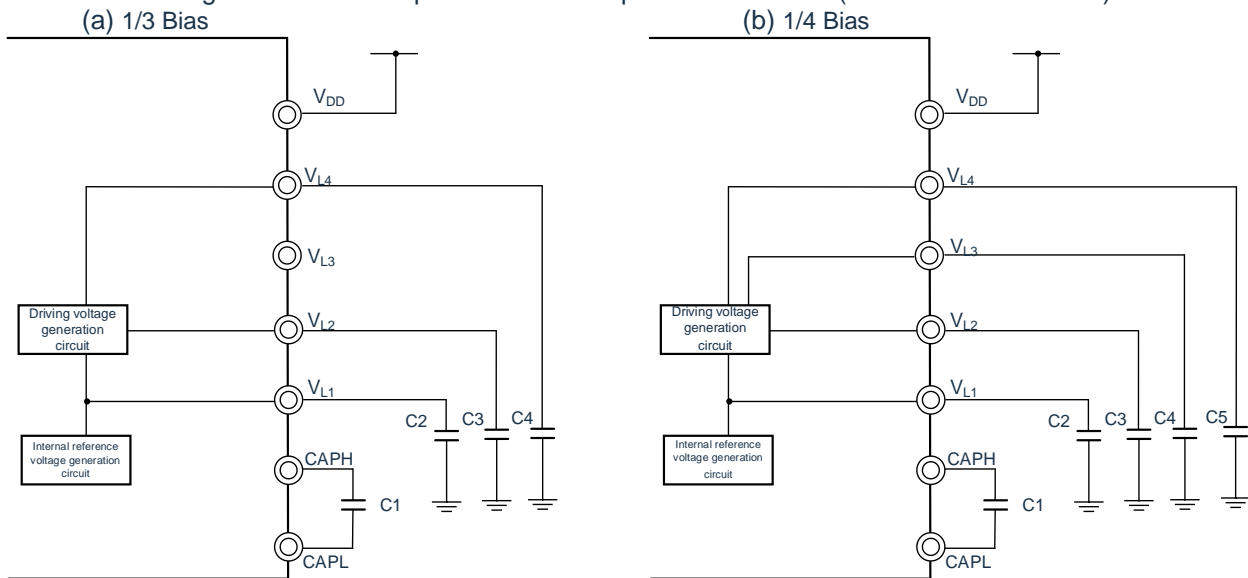 (a) 1/3 Bias
(b) 1/4 Bias
VDD
VL4
VL3
Driving voltage
generation
circuit
VL2
VL1
C2 C3 C4
Internal reference
voltage generation
circuit
CAPH
C1
CAPL
VDD
VL4
VL3
Driving voltage
generation
circuit
VL2
VL1
C2 C3 C4 C5
Internal reference
voltage generation
circuit
CAPH
C1
CAPL